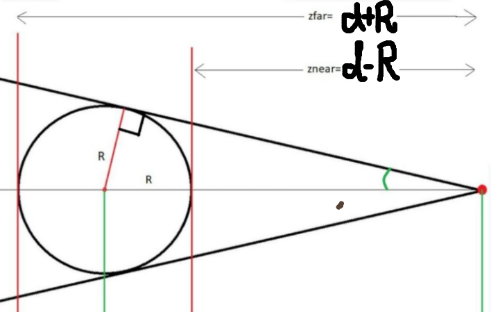 zfar= d+R
znear= d-R
R
R